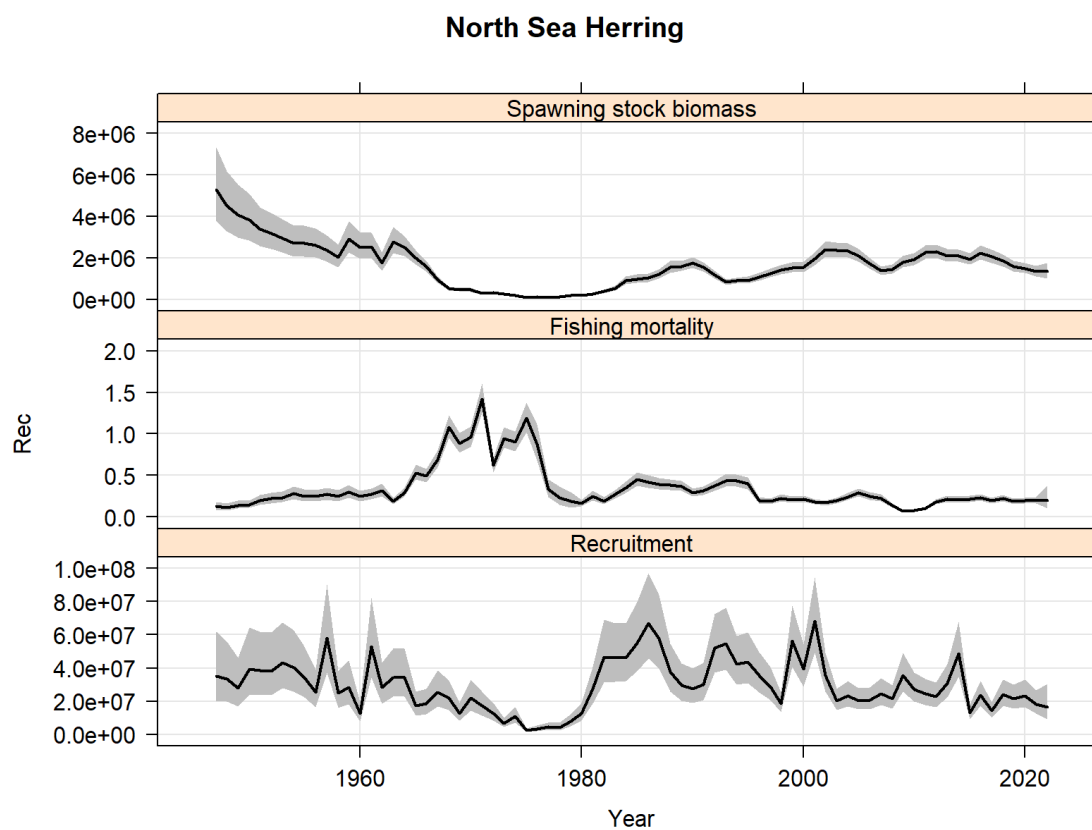 North Sea Herring
Spawning stock biomass
8e+06
6e+06
4e+06
2e+06
0e+00
Fishing mortality
2.0
1.5
1.0
0.5
0.0
Rec
Recruitment
1.0e+08
8.0e+07
6.0e+07
4.0e+07
2.0e+07
0.0e+00
1960 1980 2000 2020
Year